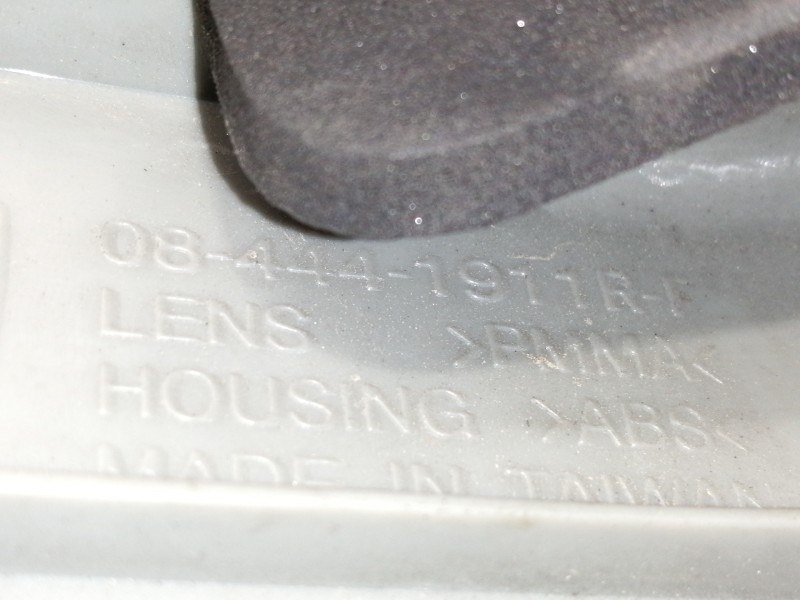 08-444-1911R-F
LENS >PMMA<
HOUSING >ABS<
MADE IN TAIWAN